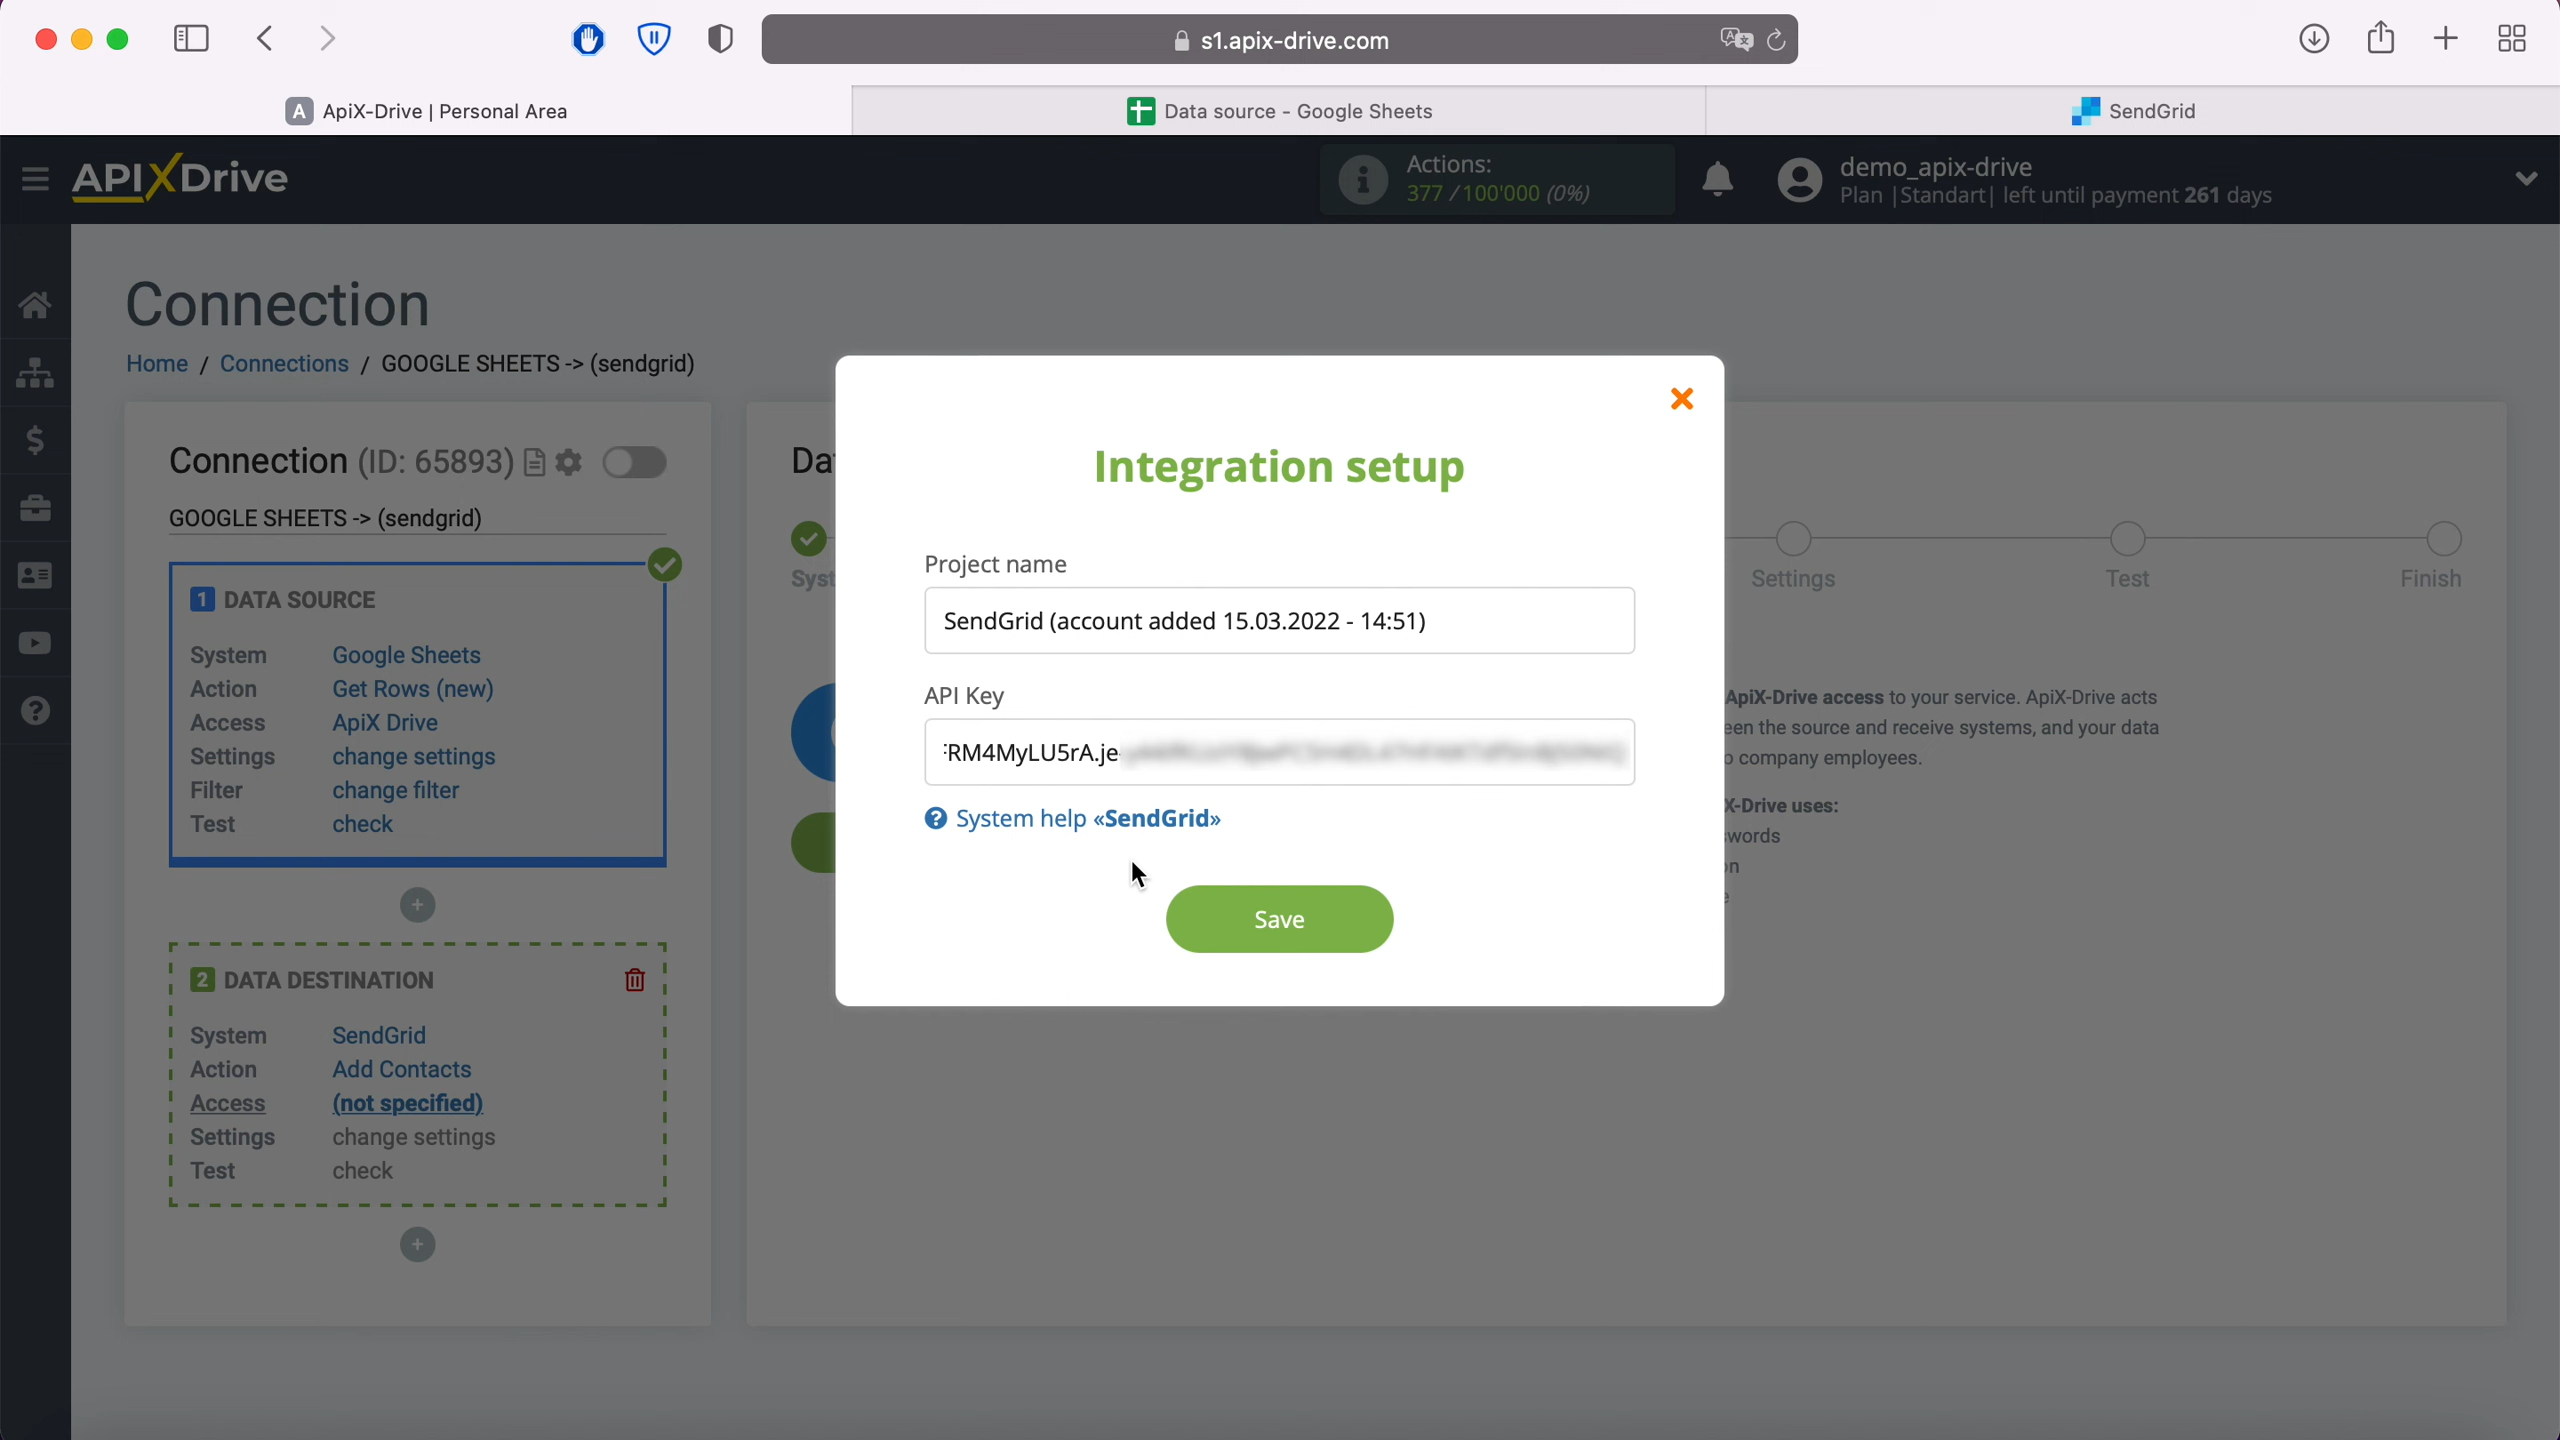 s1.apix-drive.com
A ApiX-Drive | Personal Area
Data source - Google Sheets
SendGrid
APIXDrive
Actions:
377 / 100'000 (0%)
demo_apix-drive
Plan |Standart| left until payment 261 days
Connection
Home / Connections / GOOGLE SHEETS -> (sendgrid)
Connection (ID: 65893)
GOOGLE SHEETS -> (sendgrid)
1 DATA SOURCE
System Google Sheets
Action Get Rows (new)
Access ApiX Drive
Settings change settings
Filter change filter
Test check
2 DATA DESTINATION
System SendGrid
Action Add Contacts
Access (not specified)
Settings change settings
Test check
Da
Syst
Settings
Test
Finish
ApiX-Drive access to your service. ApiX-Drive acts
een the source and receive systems, and your data
o company employees.
X-Drive uses:
words
on
e
Integration setup
Project name
SendGrid (account added 15.03.2022 - 14:51)
API Key
RM4MyLU5rA.je
System help «SendGrid»
Save